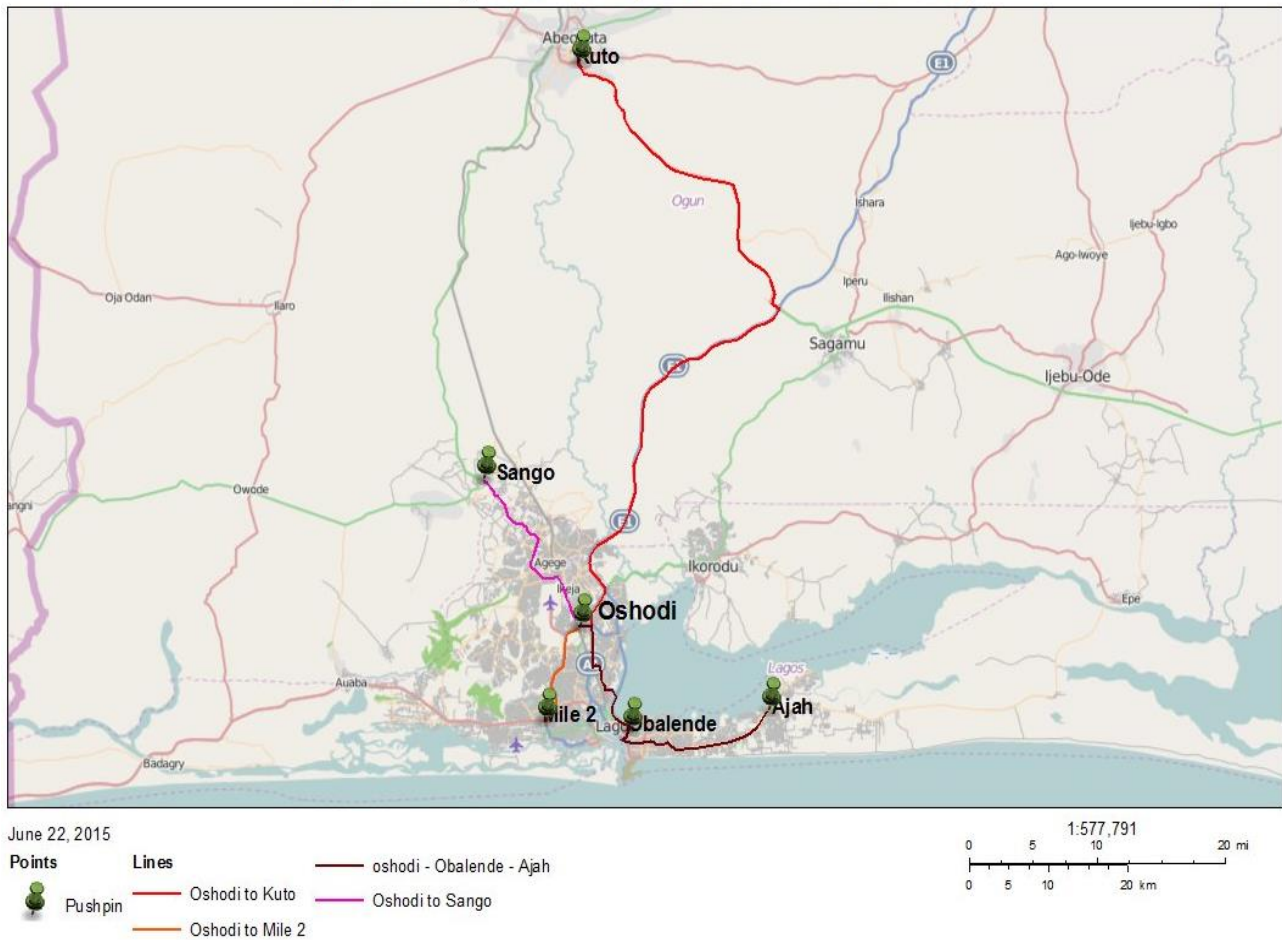 Abeokuta
Kuto
E1
Ogun
Ishara
Ijebu-Igbo
Ago-Iwoye
Iperu
Oja Odan
Ilaro
Ilishan
Sagamu
E1
Ijebu-Ode
Sango
Owode
angni
E1
Agege
Ikorodu
Ikeja
Epe
Oshodi
Lagos
Auaba
Ajah
Mile 2
Obalende
Badagry
June 22, 2015
1:577,791
0 5 10 20 mi
0 5 10 20 km
Points
Pushpin
Lines
Oshodi to Kuto
Oshodi to Mile 2
oshodi - Obalende - Ajah
Oshodi to Sango